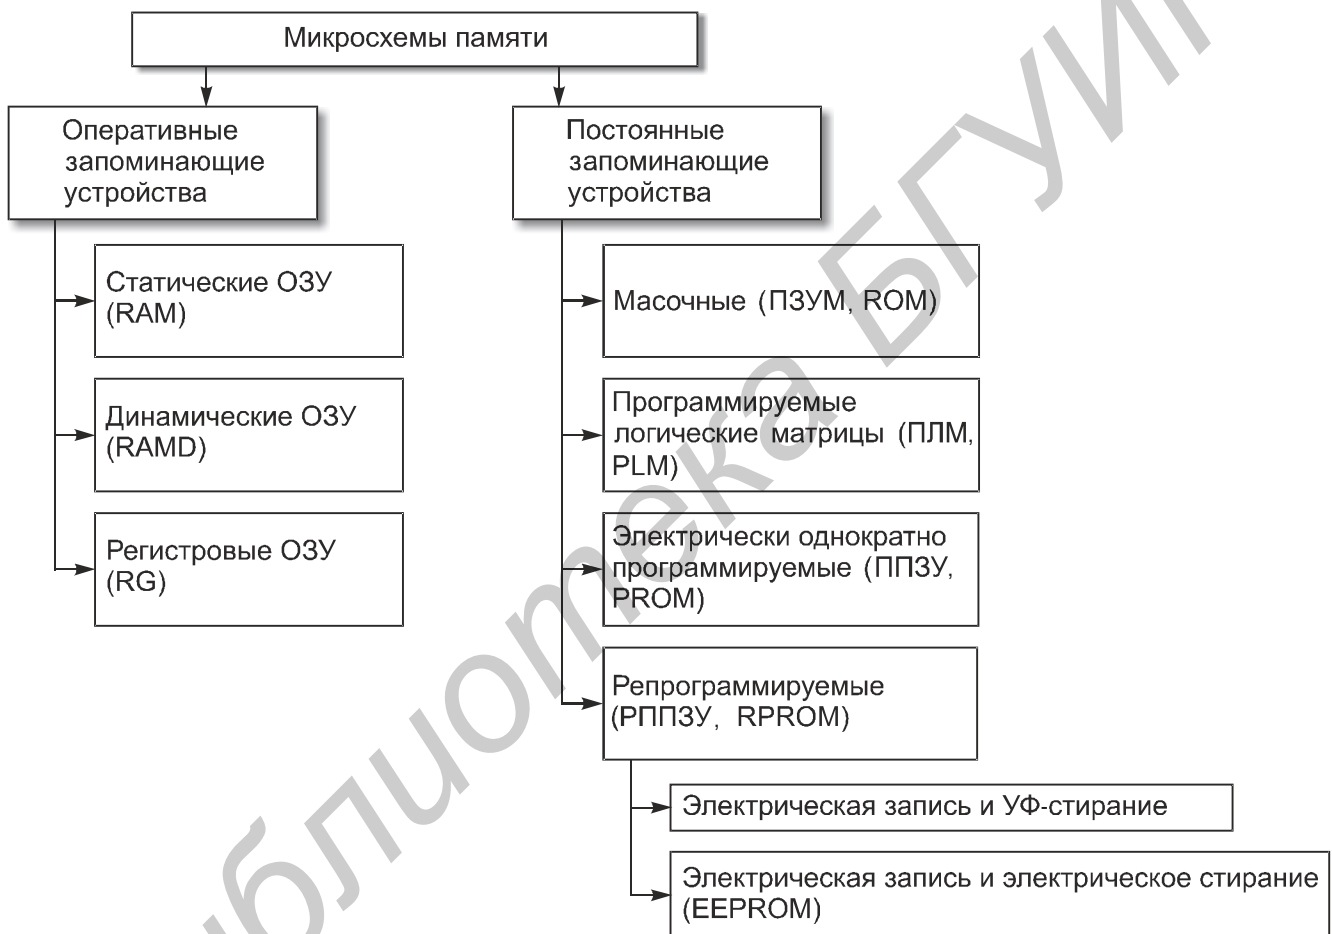 Микросхемы памяти
Оперативные
запоминающие
устройства
Статические ОЗУ
(RAM)
Динамические ОЗУ
(RAMD)
Регистровые ОЗУ
(RG)
Постоянные
запоминающие
устройства
Масочные (ПЗУМ, ROM)
Программируемые
логические матрицы (ПЛМ,
PLM)
Электрически однократно
программируемые (ППЗУ,
PROM)
Репрограммируемые
(РППЗУ, RPROM)
Электрическая запись и УФ-стирание
Электрическая запись и электрическое стирание
(EEPROM)